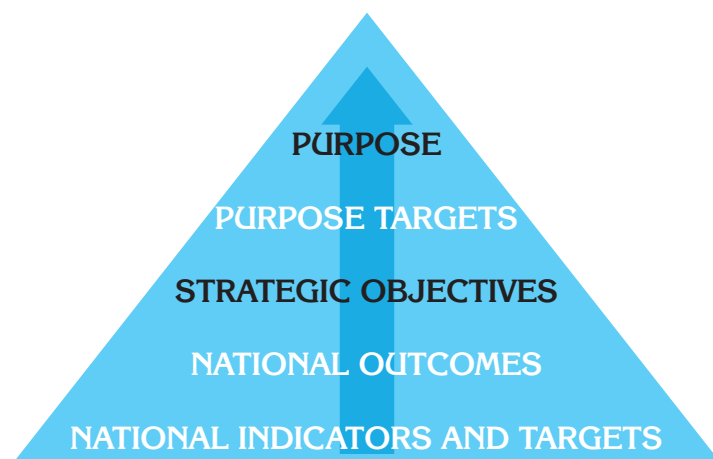 PURPOSE
PURPOSE TARGETS
STRATEGIC OBJECTIVES
NATIONAL OUTCOMES
NATIONAL INDICATORS AND TARGETS